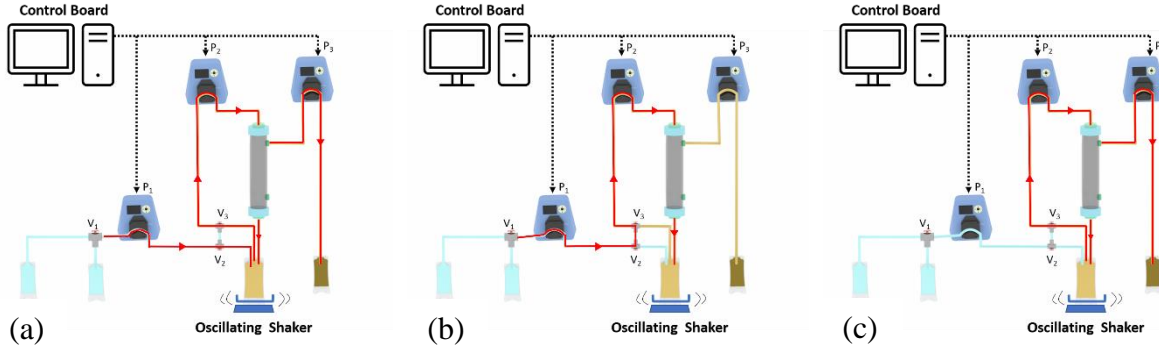 Control Board
P₂
P₃
P₁
V₁
V₃
V₂
(a)
Oscillating Shaker
Control Board
P₂
P₃
P₁
V₁
V₃
V₂
(b)
Oscillating Shaker
Control Board
P₂
P
P₁
V₁
V₃
V₂
(c)
Oscillating Shaker